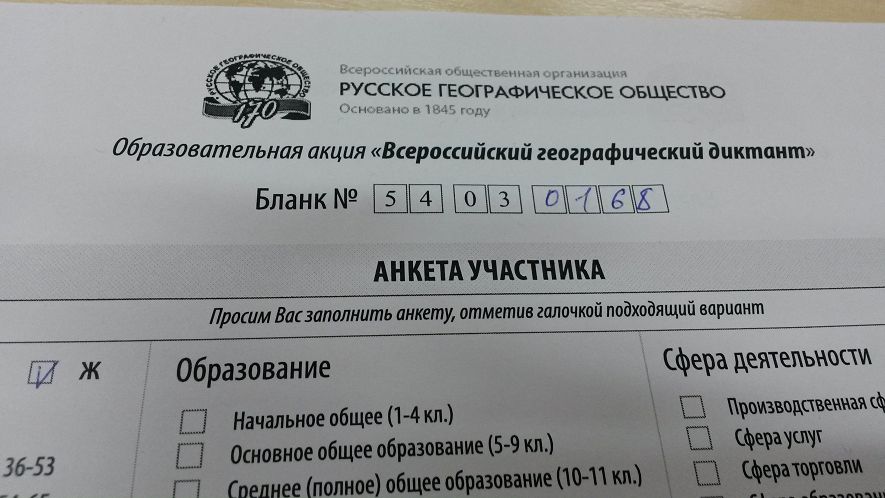 РУССКОЕ ГЕОГРАФИЧЕСКОЕ ОБЩЕСТВО
170
Всероссийская общественная организация
РУССКОЕ ГЕОГРАФИЧЕСКОЕ ОБЩЕСТВО
Основано в 1845 году
Образовательная акция «Всероссийский географический диктант»
Бланк № 5 4 0 3 0 1 6 8
АНКЕТА УЧАСТНИКА
Просим Вас заполнить анкету, отметив галочкой подходящий вариант
Ж
36-53
Образование
Начальное общее (1-4 кл.)
Основное общее образование (5-9 кл.)
Среднее (полное) общее образование (10-11 кл.)
Сфера деятельности
Производственная
Сфера услуг
Сфера торговли